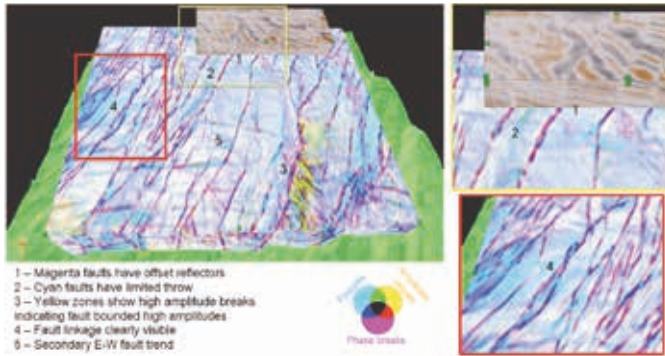 1
2
4
5
3
1 – Magenta faults have offset reflectors
2 – Cyan faults have limited throw
3 – Yellow zones show high amplitude breaks
indicating fault bounded high amplitudes
4 – Fault linkage clearly visible
5 – Secondary E-W fault trend
Phase breaks
1
2
4